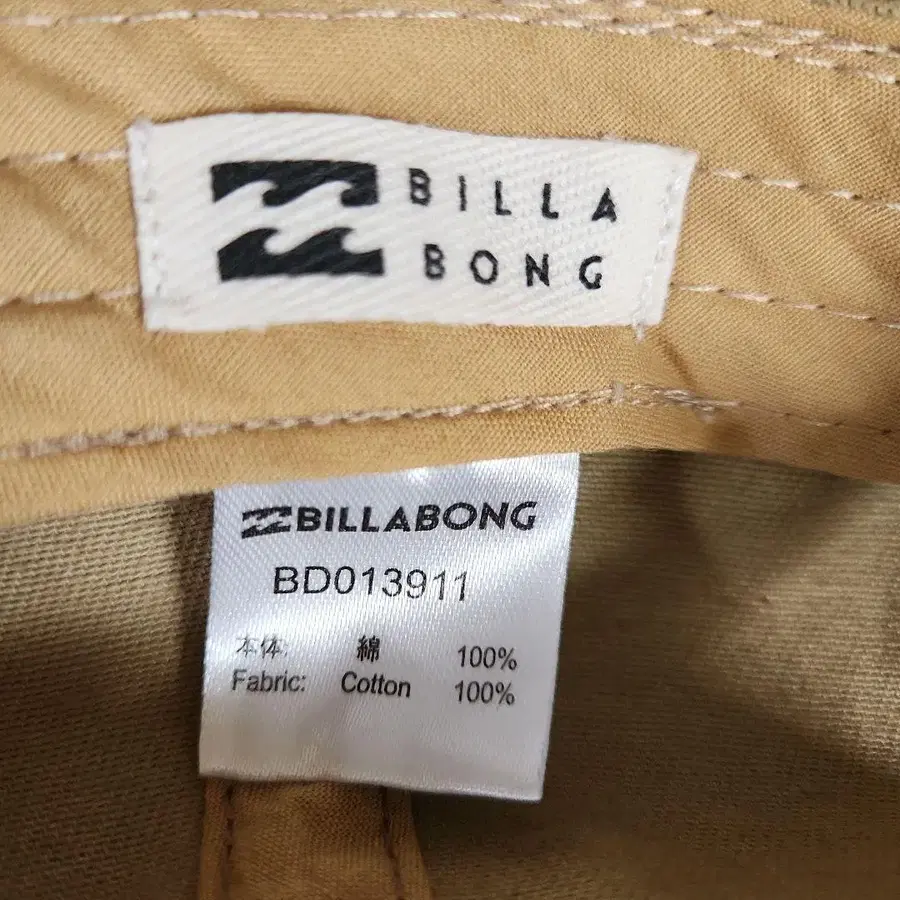 BILLA
BONG
BILLABONG
BD013911
本体: 綿 100%
Fabric: Cotton 100%